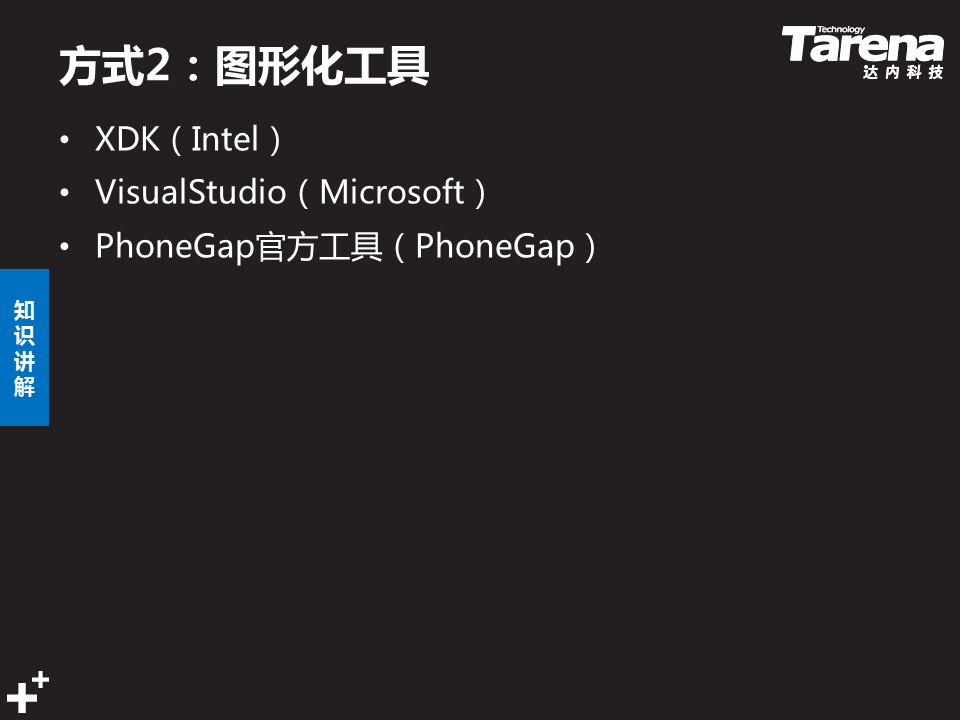 方式2：图形化工具
Technology
Tarena
达内科技
• XDK（Intel）
• VisualStudio（Microsoft）
• PhoneGap官方工具（PhoneGap）
知
识
讲
解